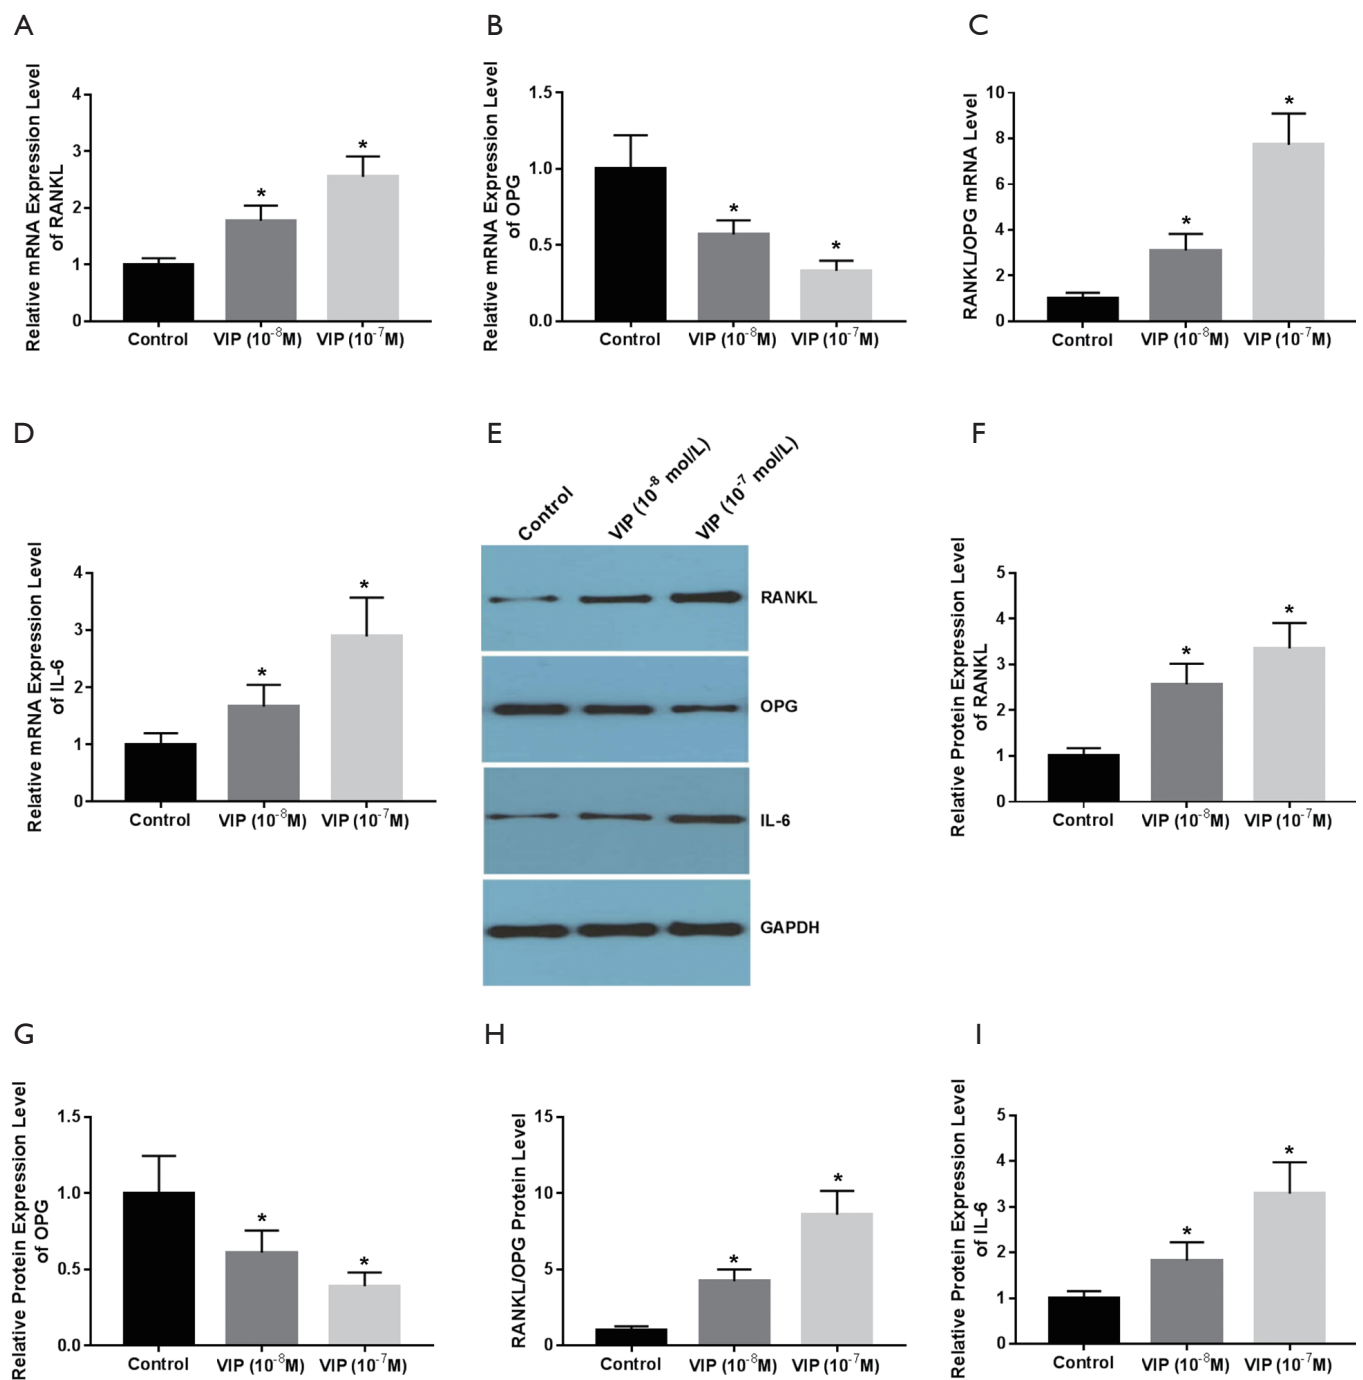 A
Relative mRNA Expression Level
of RANKL
4
3
2
1
0
*
*
Control
VIP (10⁻⁸M)
VIP (10⁻⁷M)
B
Relative mRNA Expression Level
of OPG
1.5
1.0
0.5
0.0
*
*
Control
VIP (10⁻⁸M)
VIP (10⁻⁷M)
C
RANKL/OPG mRNA Level
10
8
6
4
2
0
*
*
Control
VIP (10⁻⁸M)
VIP (10⁻⁷M)
D
Relative mRNA Expression Level
of IL-6
4
3
2
1
0
*
*
Control
VIP (10⁻⁸M)
VIP (10⁻⁷M)
E
Control
VIP (10⁻⁸ mol/L)
VIP (10⁻⁷ mol/L)
RANKL
OPG
IL-6
GAPDH
F
Relative Protein Expression Level
of RANKL
5
4
3
2
1
0
*
*
Control
VIP (10⁻⁸M)
VIP (10⁻⁷M)
G
Relative Protein Expression Level
of OPG
1.5
1.0
0.5
0.0
*
*
Control
VIP (10⁻⁸M)
VIP (10⁻⁷M)
H
RANKL/OPG Protein Level
15
10
5
0
*
*
Control
VIP (10⁻⁸M)
VIP (10⁻⁷M)
I
Relative Protein Expression Level
of IL-6
5
4
3
2
1
0
*
*
Control
VIP (10⁻⁸M)
VIP (10⁻⁷M)